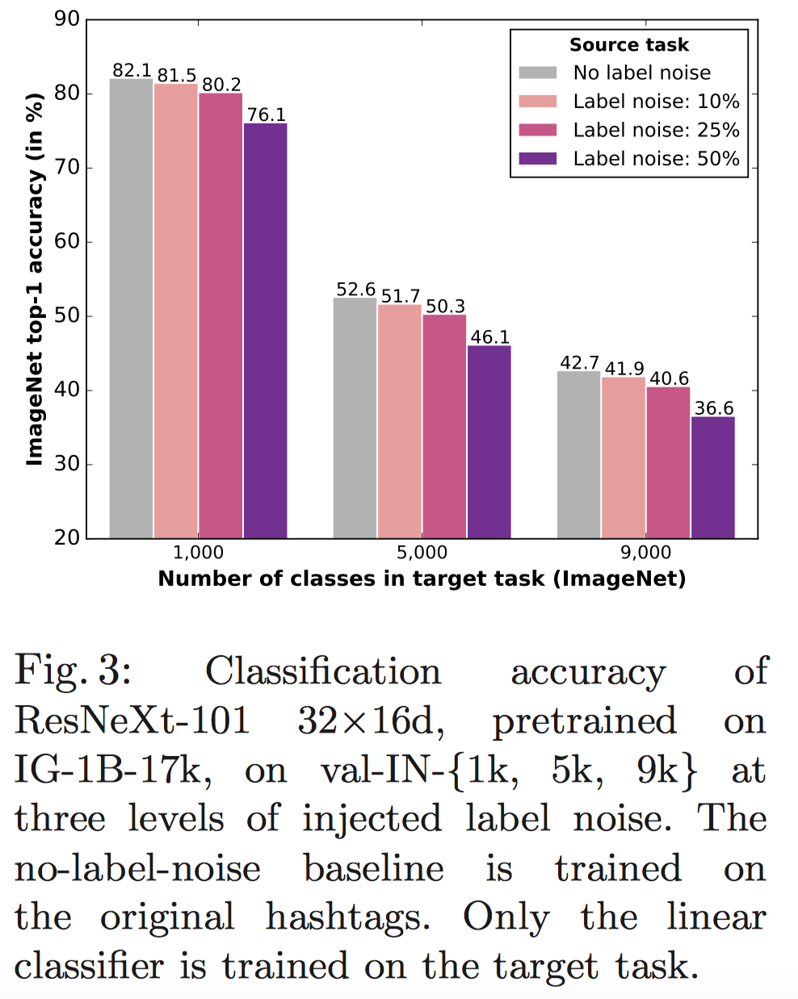 90
80
70
60
50
40
30
20
ImageNet top-1 accuracy (in %)
82.1 81.5 80.2 76.1
52.6 51.7 50.3 46.1
42.7 41.9 40.6 36.6
Source task
No label noise
Label noise: 10%
Label noise: 25%
Label noise: 50%
1,000 5,000 9,000
Number of classes in target task (ImageNet)
Fig. 3: Classification accuracy of
ResNeXt-101 32×16d, pretrained on
IG-1B-17k, on val-IN-{1k, 5k, 9k} at
three levels of injected label noise. The
no-label-noise baseline is trained on
the original hashtags. Only the linear
classifier is trained on the target task.